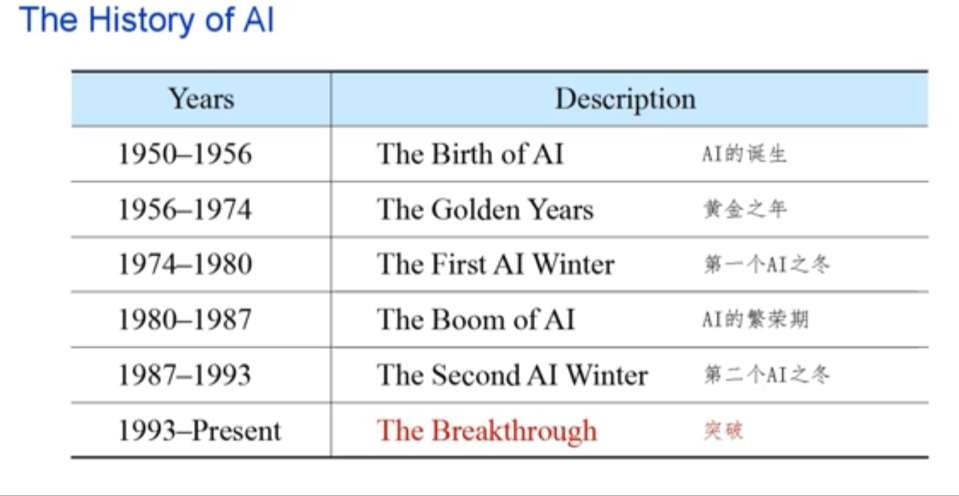 The History of AI
Years Description
1950–1956 The Birth of AI AI的诞生
1956–1974 The Golden Years 黄金之年
1974–1980 The First AI Winter 第一个AI之冬
1980–1987 The Boom of AI AI的繁荣期
1987–1993 The Second AI Winter 第二个AI之冬
1993–Present The Breakthrough 突破